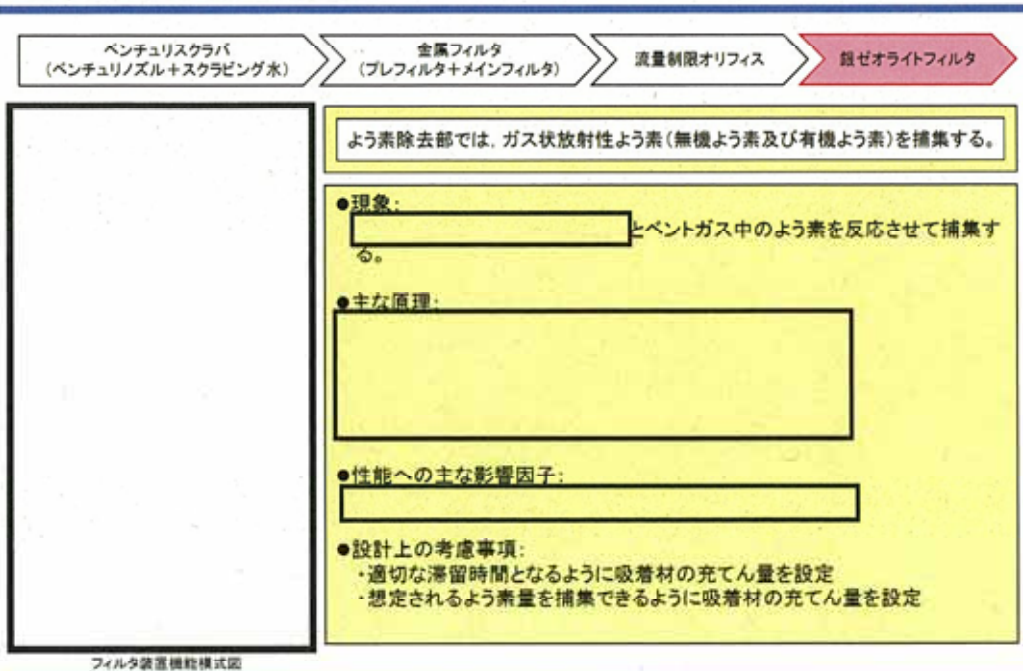 ベンチュリスクラバ
(ベンチュリノズル＋スクラビング水)
金属フィルタ
(プレフィルタ＋メインフィルタ)
流量制限オリフィス
銀ゼオライトフィルタ
よう素除去部では，ガス状放射性よう素(無機よう素及び有機よう素)を捕集する。
●現象：
とベントガス中のよう素を反応させて捕集す
る。
●主な原理：
●性能への主な影響因子：
●設計上の考慮事項：
・適切な滞留時間となるように吸着材の充てん量を設定
・想定されるよう素量を捕集できるように吸着材の充てん量を設定
フィルタ装置機能模式図